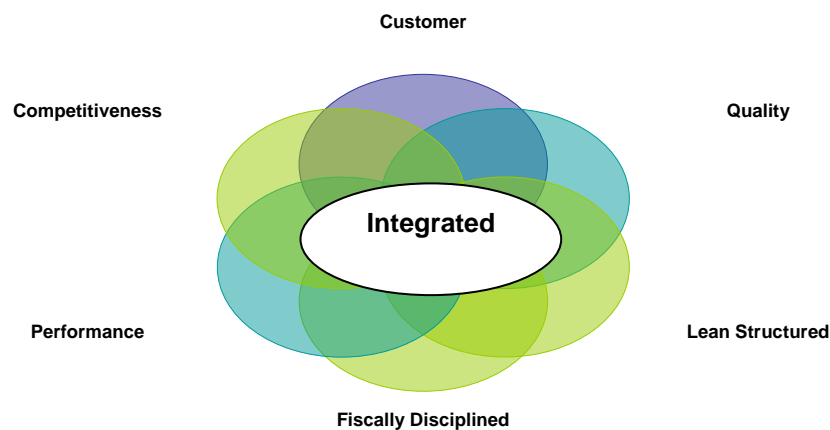 Customer
Competitiveness
Quality
Integrated
Performance
Lean Structured
Fiscally Disciplined